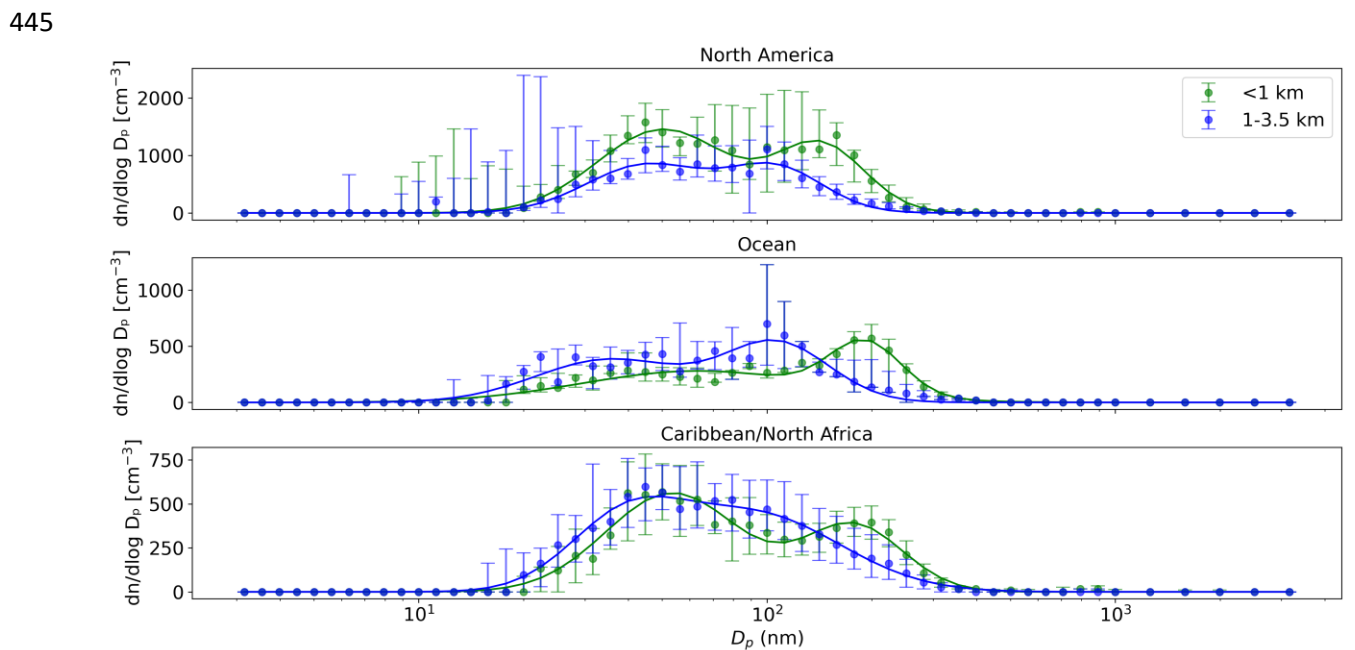 445
North America
dn/dlog Dₚ [cm⁻³]
2000
1000
0
<1 km
1-3.5 km
Ocean
dn/dlog Dₚ [cm⁻³]
1000
500
0
Caribbean/North Africa
dn/dlog Dₚ [cm⁻³]
750
500
250
0
10¹ 10² 10³
Dₚ (nm)